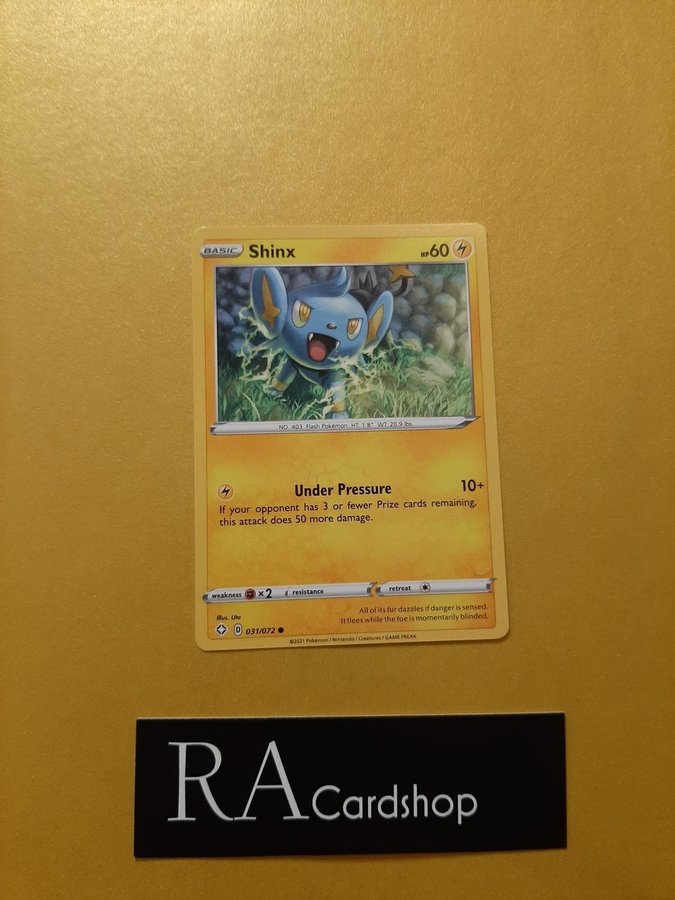 BASIC Shinx HP60
NO. 403 Flash Pokémon HT. 1'8" WT. 20.9 lbs.
Under Pressure 10+
If your opponent has 3 or fewer Prize cards remaining,
this attack does 50 more damage.
weakness ×2 resistance retreat
Illus. Uta
All of its fur dazzles if danger is sensed.
It flees while the foe is momentarily blinded.
D 031/072
©2021 Pokémon / Nintendo / Creatures / GAME FREAK
RA Cardshop